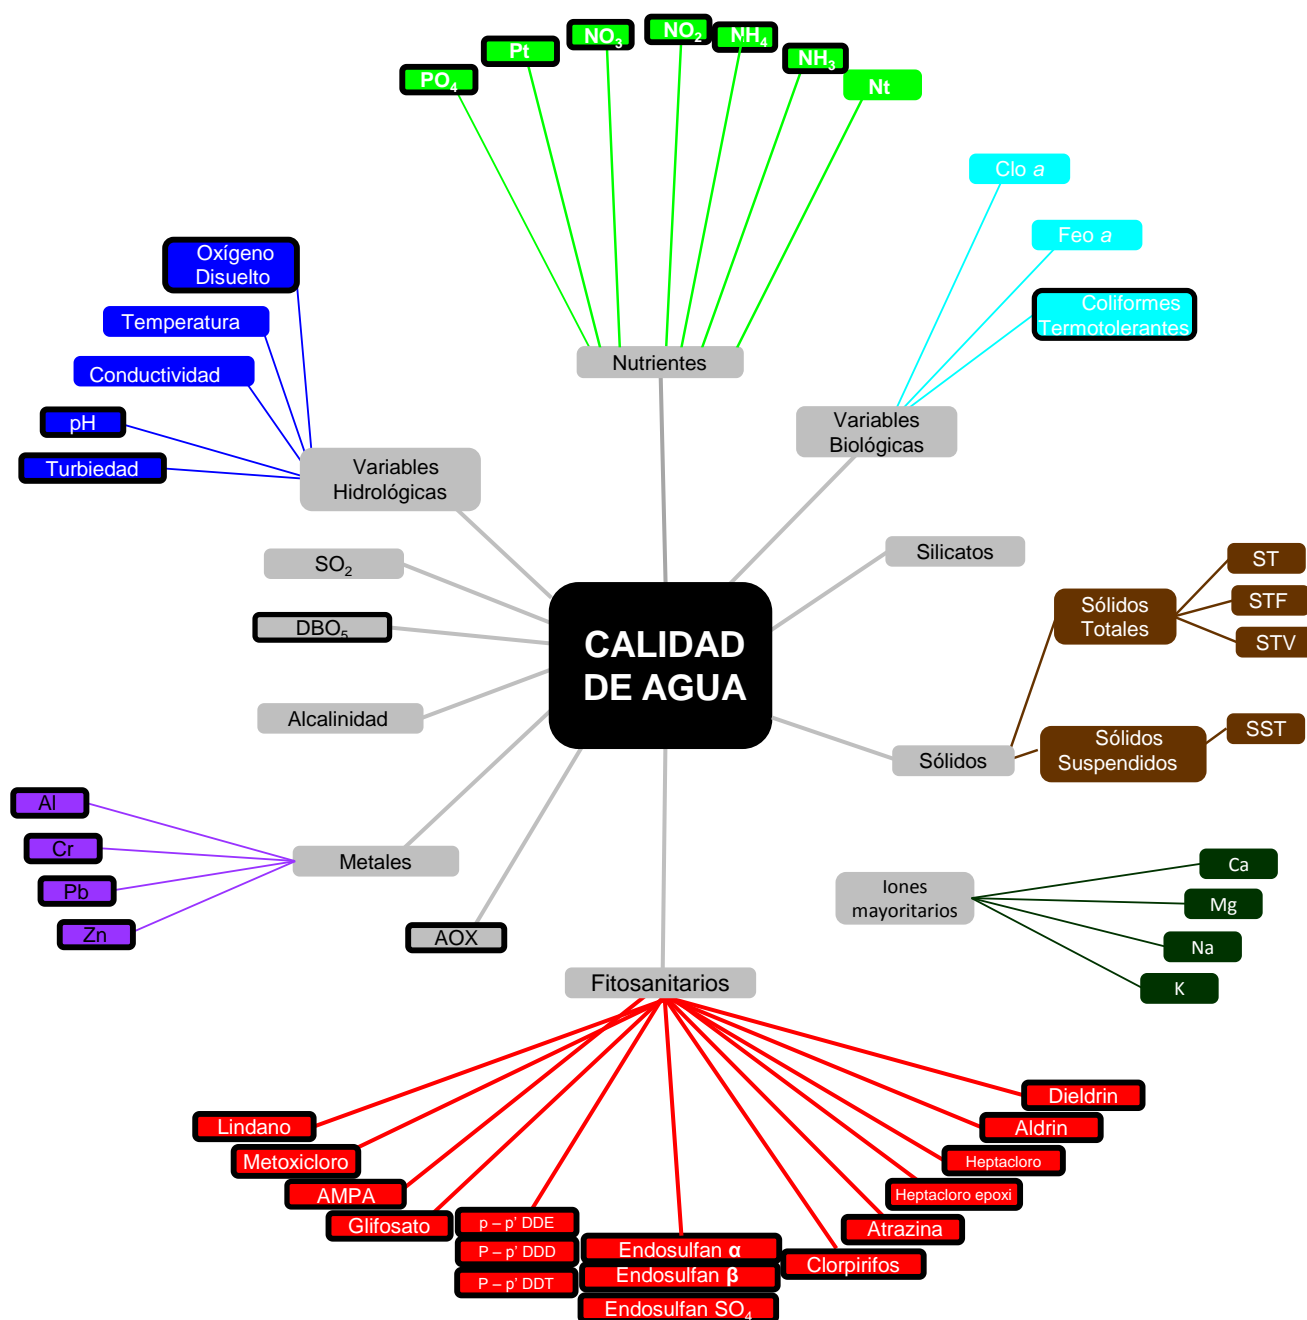 NO₃
NO₂
NH₄
Pt
NH₃
PO₄
Nt
Clo a
Feo a
Oxígeno
Disuelto
Coliformes
Termotolerantes
Temperatura
Nutrientes
Conductividad
pH
Variables
Biológicas
Turbiedad
Variables
Hidrológicas
Silicatos
SO₂
ST
DBO₅
Sólidos
Totales
STF
STV
CALIDAD
DE AGUA
Alcalinidad
Sólidos
Sólidos
Suspendidos
SST
Al
Cr
Pb
Zn
Metales
Iones
mayoritarios
Ca
Mg
Na
K
AOX
Fitosanitarios
Dieldrin
Lindano
Aldrin
Metoxicloro
Heptacloro
AMPA
Heptacloro epoxi
Glifosato
p – p’ DDE
Atrazina
P – p’ DDD
Endosulfan α
Clorpirifos
P – p’ DDT
Endosulfan β
Endosulfan SO₄